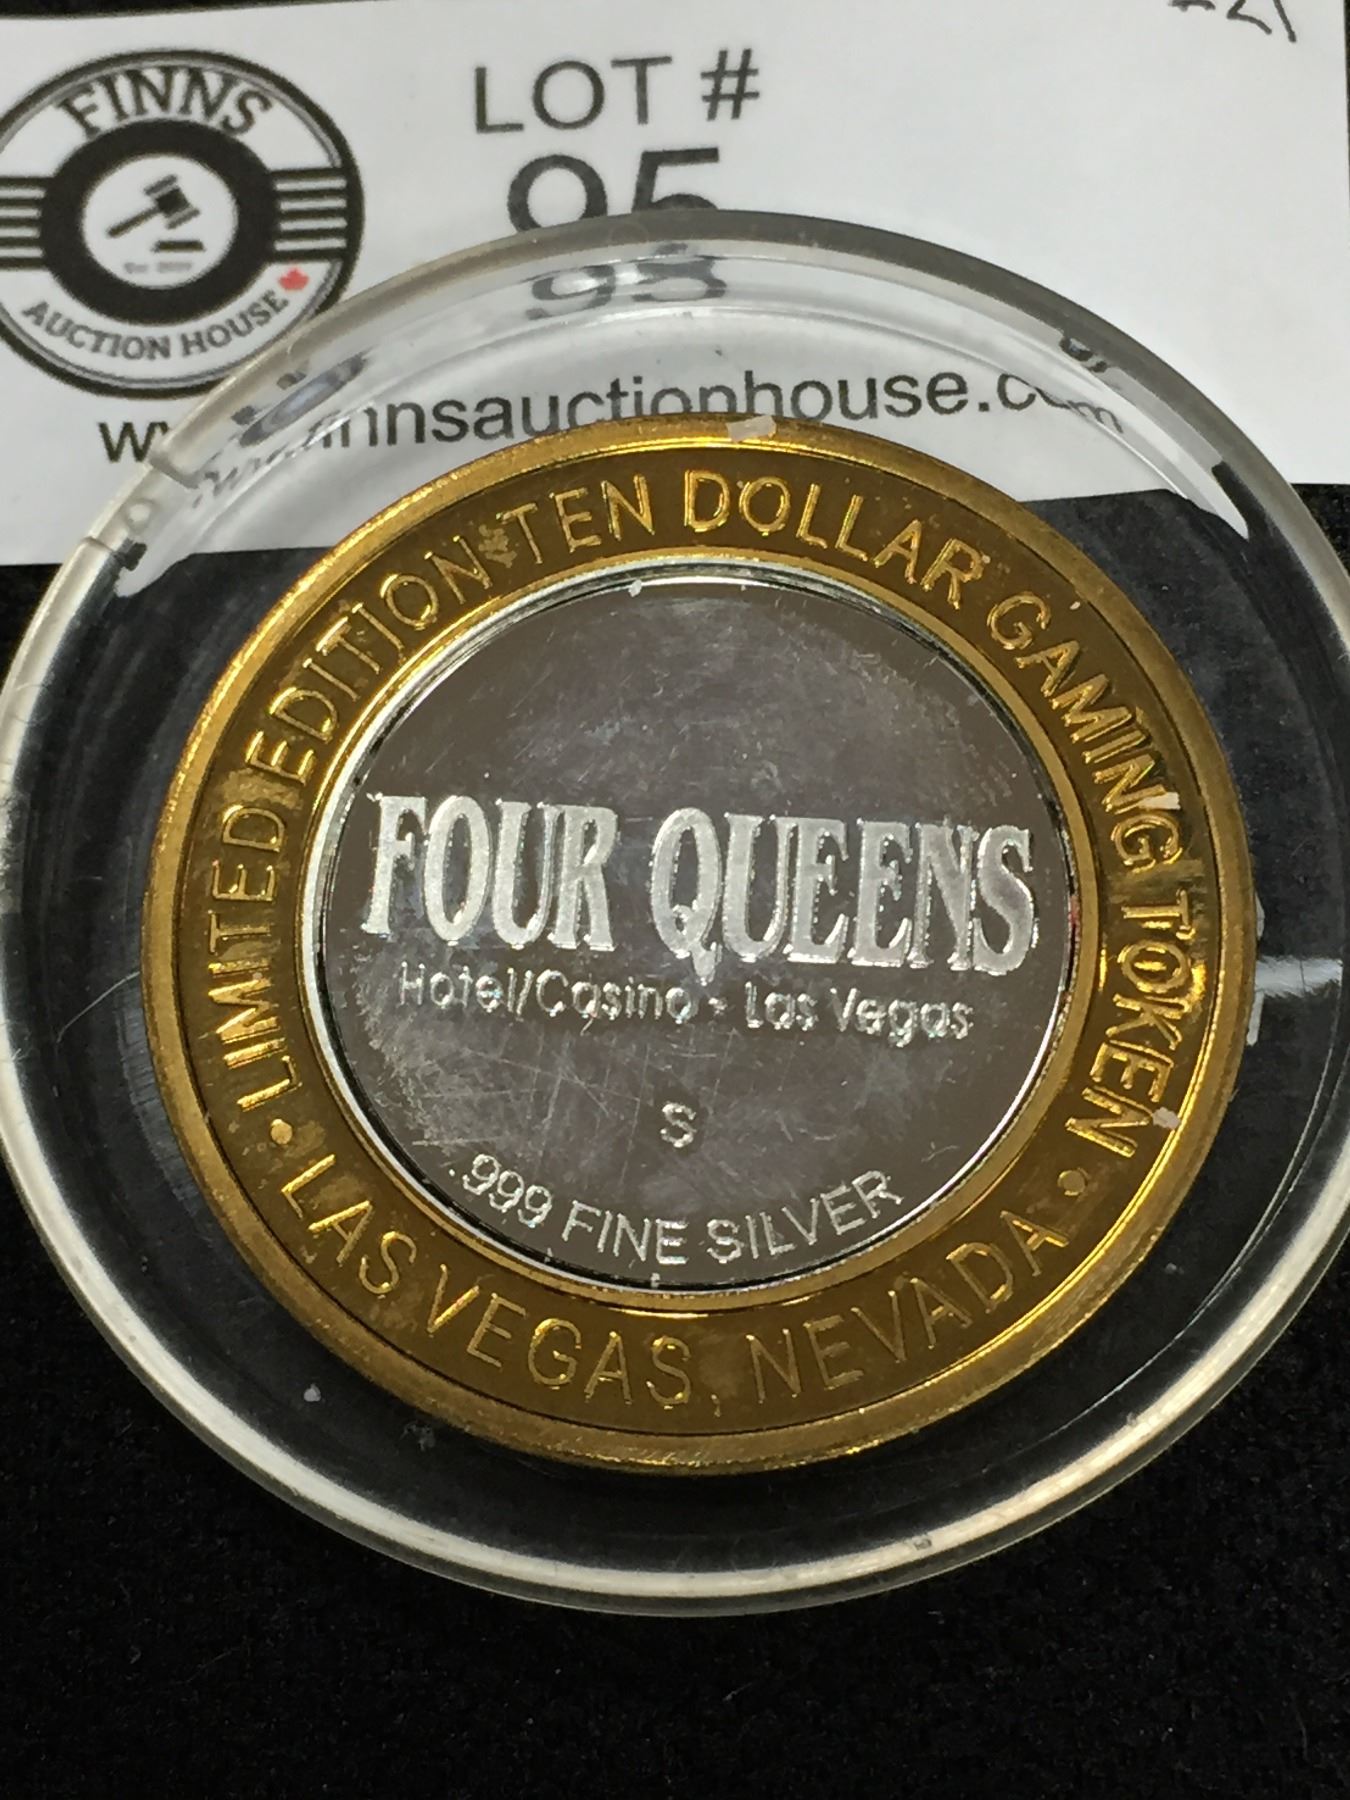 FINNS
AUCTION HOUSE
LOT #
95
finnsauctionhouse.com
LIMITED EDITION · TEN DOLLAR GAMING TOKEN
FOUR QUEENS
Hotel/Casino - Las Vegas
S
.999 FINE SILVER
· LAS VEGAS, NEVADA ·